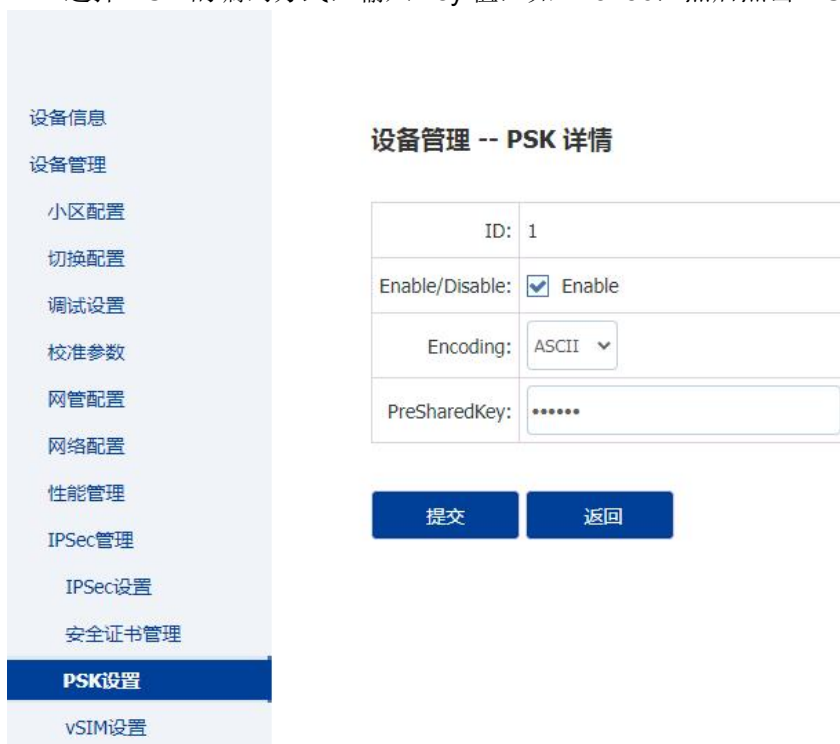 设备信息
设备管理
小区配置
切换配置
调试设置
校准参数
网管配置
网络配置
性能管理
IPSec管理
IPSec设置
安全证书管理
PSK设置
vSIM设置
设备管理 -- PSK 详情
ID: 1
Enable/Disable: Enable
Encoding: ASCII
PreSharedKey: ••••••
提交 返回